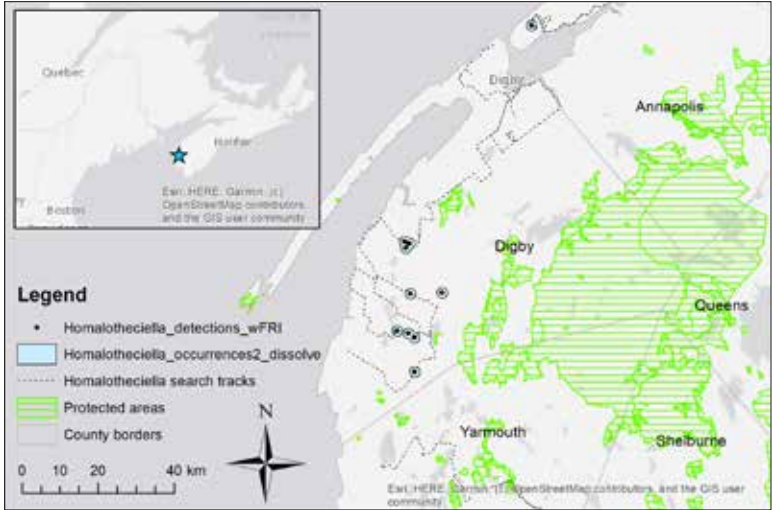 Quebec
Halifax
Boston
Esri, HERE, Garmin, (c)
OpenStreetMap contributors,
and the GIS user
community
Digby
Annapolis
Digby
Queens
Yarmouth
Shelburne
Legend
Homalotheciella_detections_wFRI
Homalotheciella_occurrences2_dissolve
Homalotheciella search tracks
Protected areas
County borders
0 10 20 40 km
N
Esri, HERE, Garmin, (c) OpenStreetMap contributors, and the GIS user
community